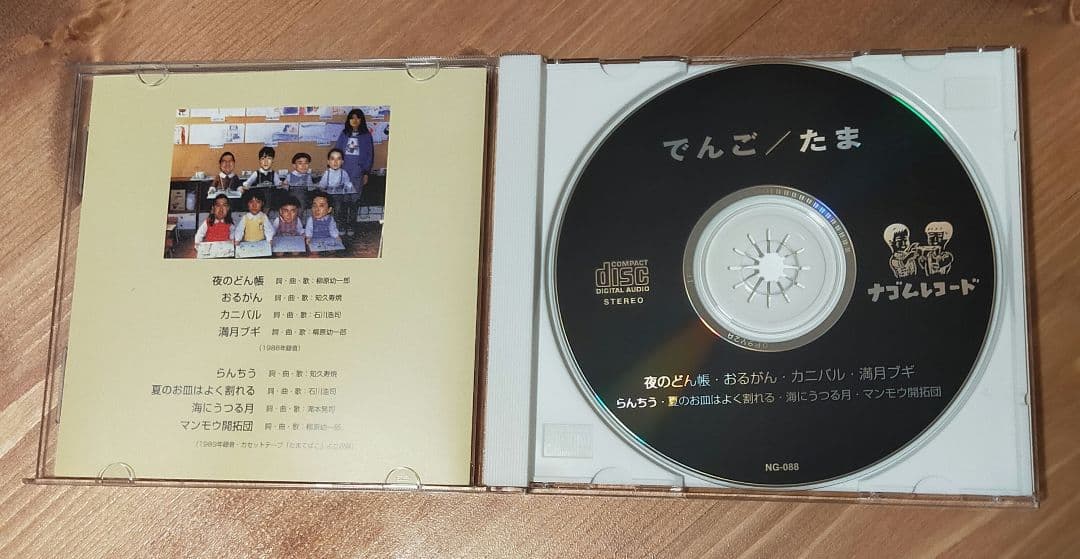 夜のどん帳 詞・曲・歌：柳原幼一郎
おるがん 詞・曲・歌：知久寿焼
カニバル 詞・曲・歌：石川浩司
満月ブギ 詞・曲・歌：柳原幼一郎
らんちう 詞・曲・歌：知久寿焼
夏のお皿はよく割れる 詞・曲・歌：石川浩司
海にうつる月 詞・曲・歌：滝本晃司
マンモウ開拓団 詞・曲・歌：柳原幼一郎
でんご／たま
COMPACT
disc
DIGITAL AUDIO
STEREO
ナゴムレコード
夜のどん帳・おるがん・カニバル・満月ブギ
らんちう・夏のお皿はよく割れる・海にうつる月・マンモウ開拓団
NG-088